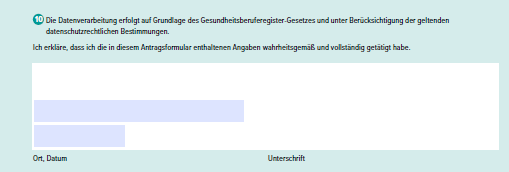 10 Die Datenverarbeitung erfolgt auf Grundlage des Gesundheitsberuferegister-Gesetzes und unter Berücksichtigung der geltenden
datenschutzrechtlichen Bestimmungen.
Ich erkläre, dass ich die in diesem Antragsformular enthaltenen Angaben wahrheitsgemäß und vollständig getätigt habe.
Ort, Datum Unterschrift